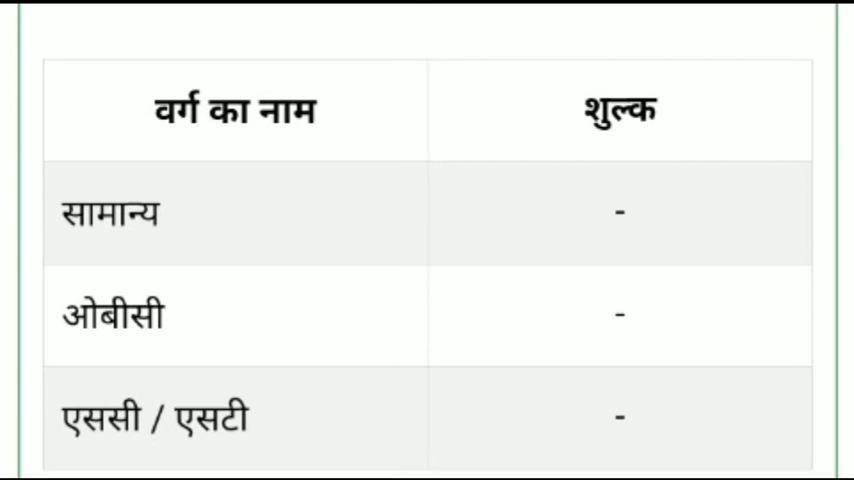 वर्ग का नाम शुल्क
सामान्य -
ओबीसी -
एससी / एसटी -